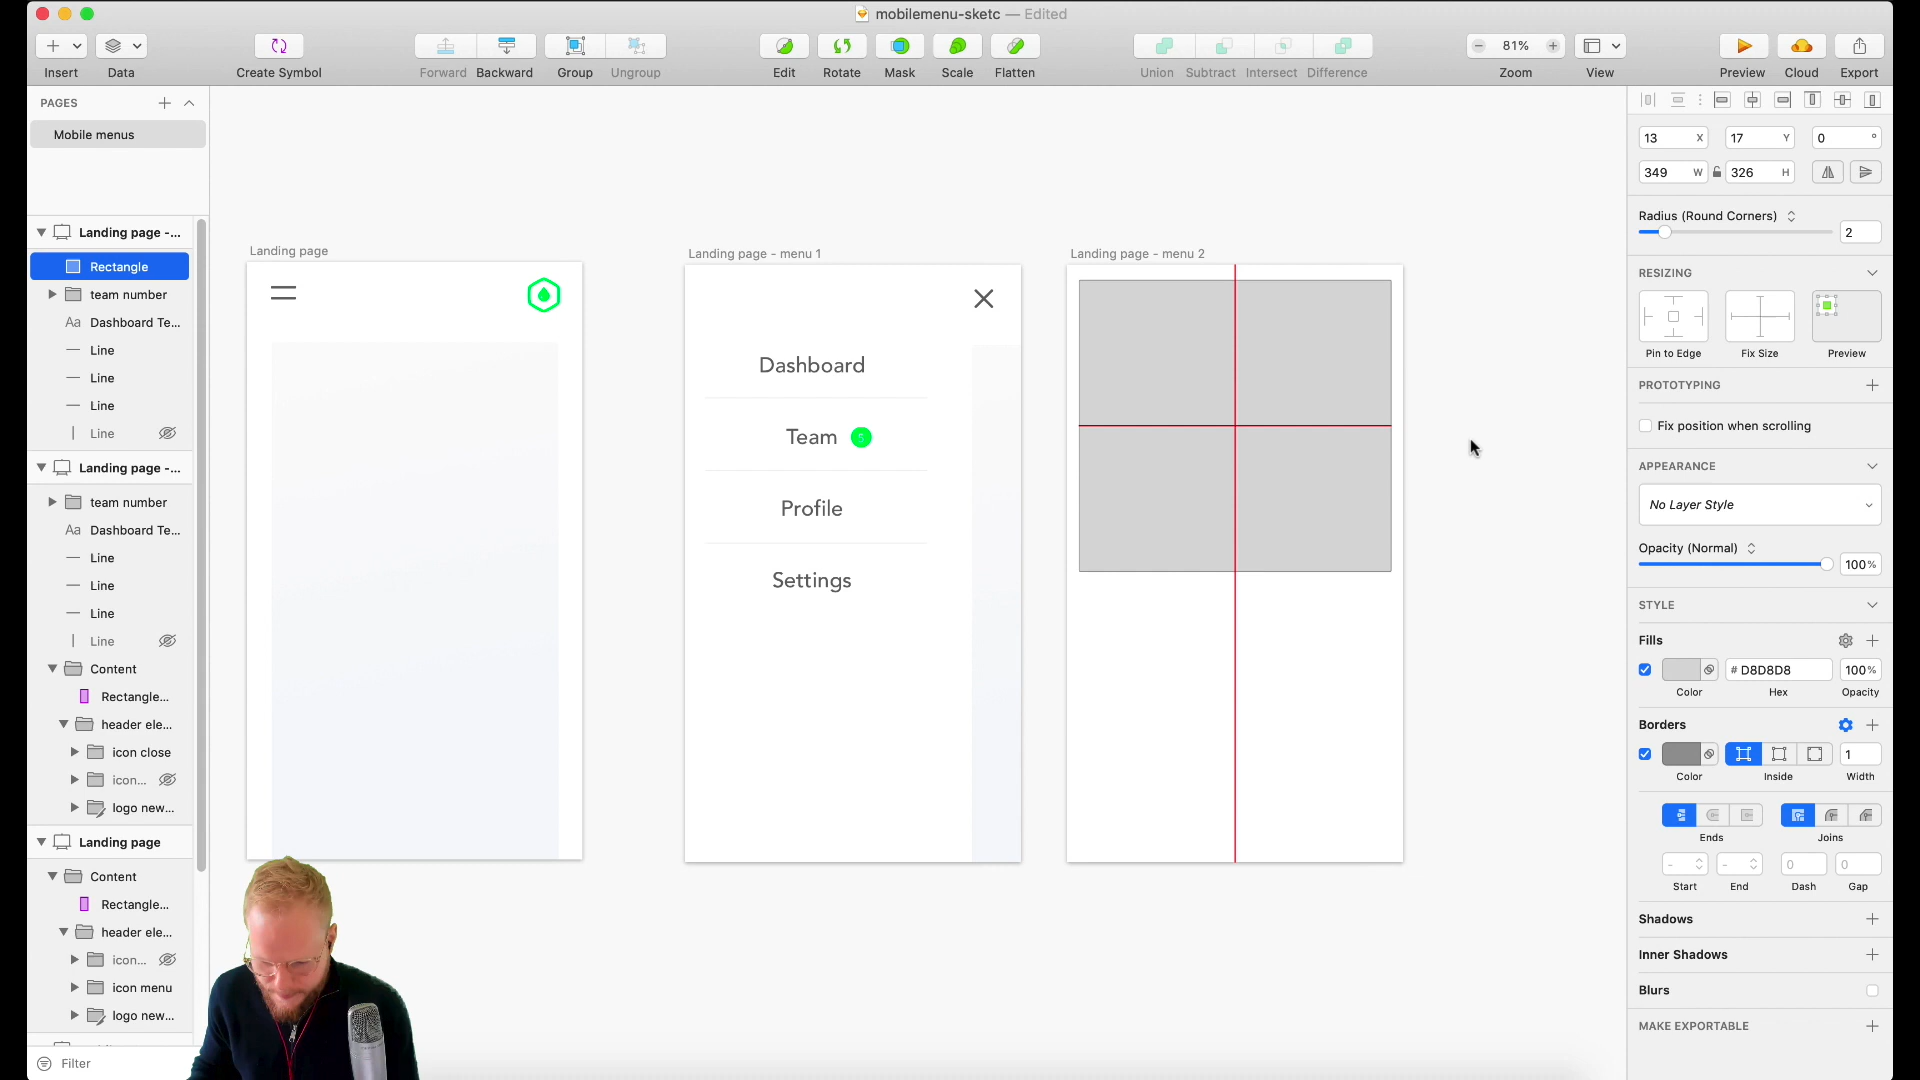 mobilemenu-sketc — Edited
Insert
Data
Create Symbol
Forward
Backward
Group
Ungroup
Edit
Rotate
Mask
Scale
Flatten
Union
Subtract
Intersect
Difference
81%
Zoom
View
Preview
Cloud
Export
PAGES
Mobile menus
Landing page -...
Rectangle
team number
Aa Dashboard Te...
Line
Line
Line
Line
Landing page -...
team number
Aa Dashboard Te...
Line
Line
Line
Line
Content
Rectangle...
header ele...
icon close
icon...
logo new...
Landing page
Content
Rectangle...
header ele...
icon...
icon menu
logo new...
Filter
Landing page
Landing page - menu 1
Dashboard
Team
Profile
Settings
Landing page - menu 2
13 X
17 Y
0 °
349 W
326 H
Radius (Round Corners)
2
RESIZING
Pin to Edge
Fix Size
Preview
PROTOTYPING
Fix position when scrolling
APPEARANCE
No Layer Style
Opacity (Normal)
100%
STYLE
Fills
# D8D8D8
100%
Color
Hex
Opacity
Borders
1
Color
Inside
Width
Ends
Joins
-
-
0
0
Start
End
Dash
Gap
Shadows
Inner Shadows
Blurs
MAKE EXPORTABLE